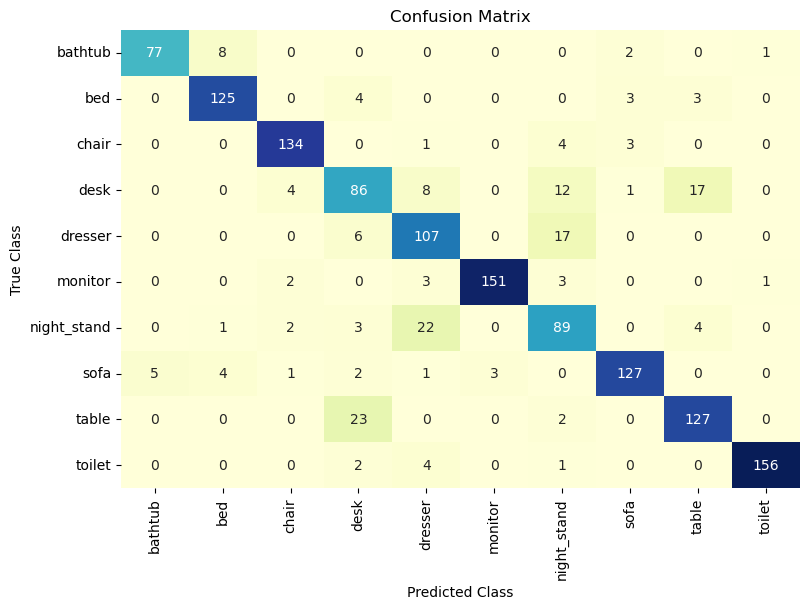 Confusion Matrix
True Class
bathtub 77 8 0 0 0 0 0 2 0 1
bed 0 125 0 4 0 0 0 3 3 0
chair 0 0 134 0 1 0 4 3 0 0
desk 0 0 4 86 8 0 12 1 17 0
dresser 0 0 0 6 107 0 17 0 0 0
monitor 0 0 2 0 3 151 3 0 0 1
night_stand 0 1 2 3 22 0 89 0 4 0
sofa 5 4 1 2 1 3 0 127 0 0
table 0 0 0 23 0 0 2 0 127 0
toilet 0 0 0 2 4 0 1 0 0 156
bathtub bed chair desk dresser monitor night_stand sofa table toilet
Predicted Class